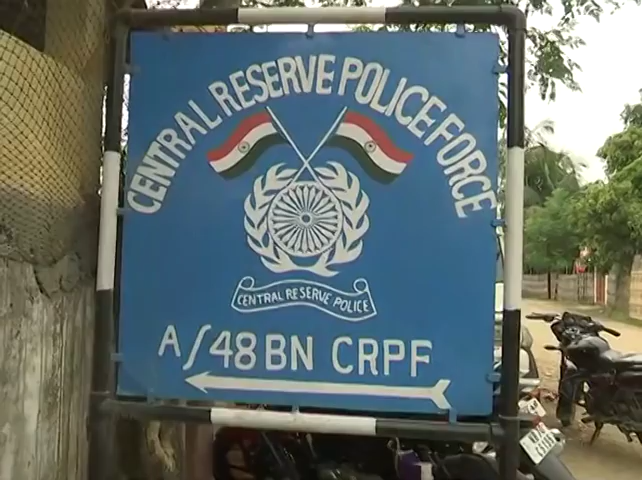 CENTRAL RESERVE POLICE FORCE
CENTRAL RESERVE POLICE
A/48 BN CRPF